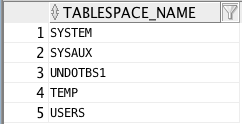 TABLESPACE_NAME
1 SYSTEM
2 SYSAUX
3 UNDOTBS1
4 TEMP
5 USERS